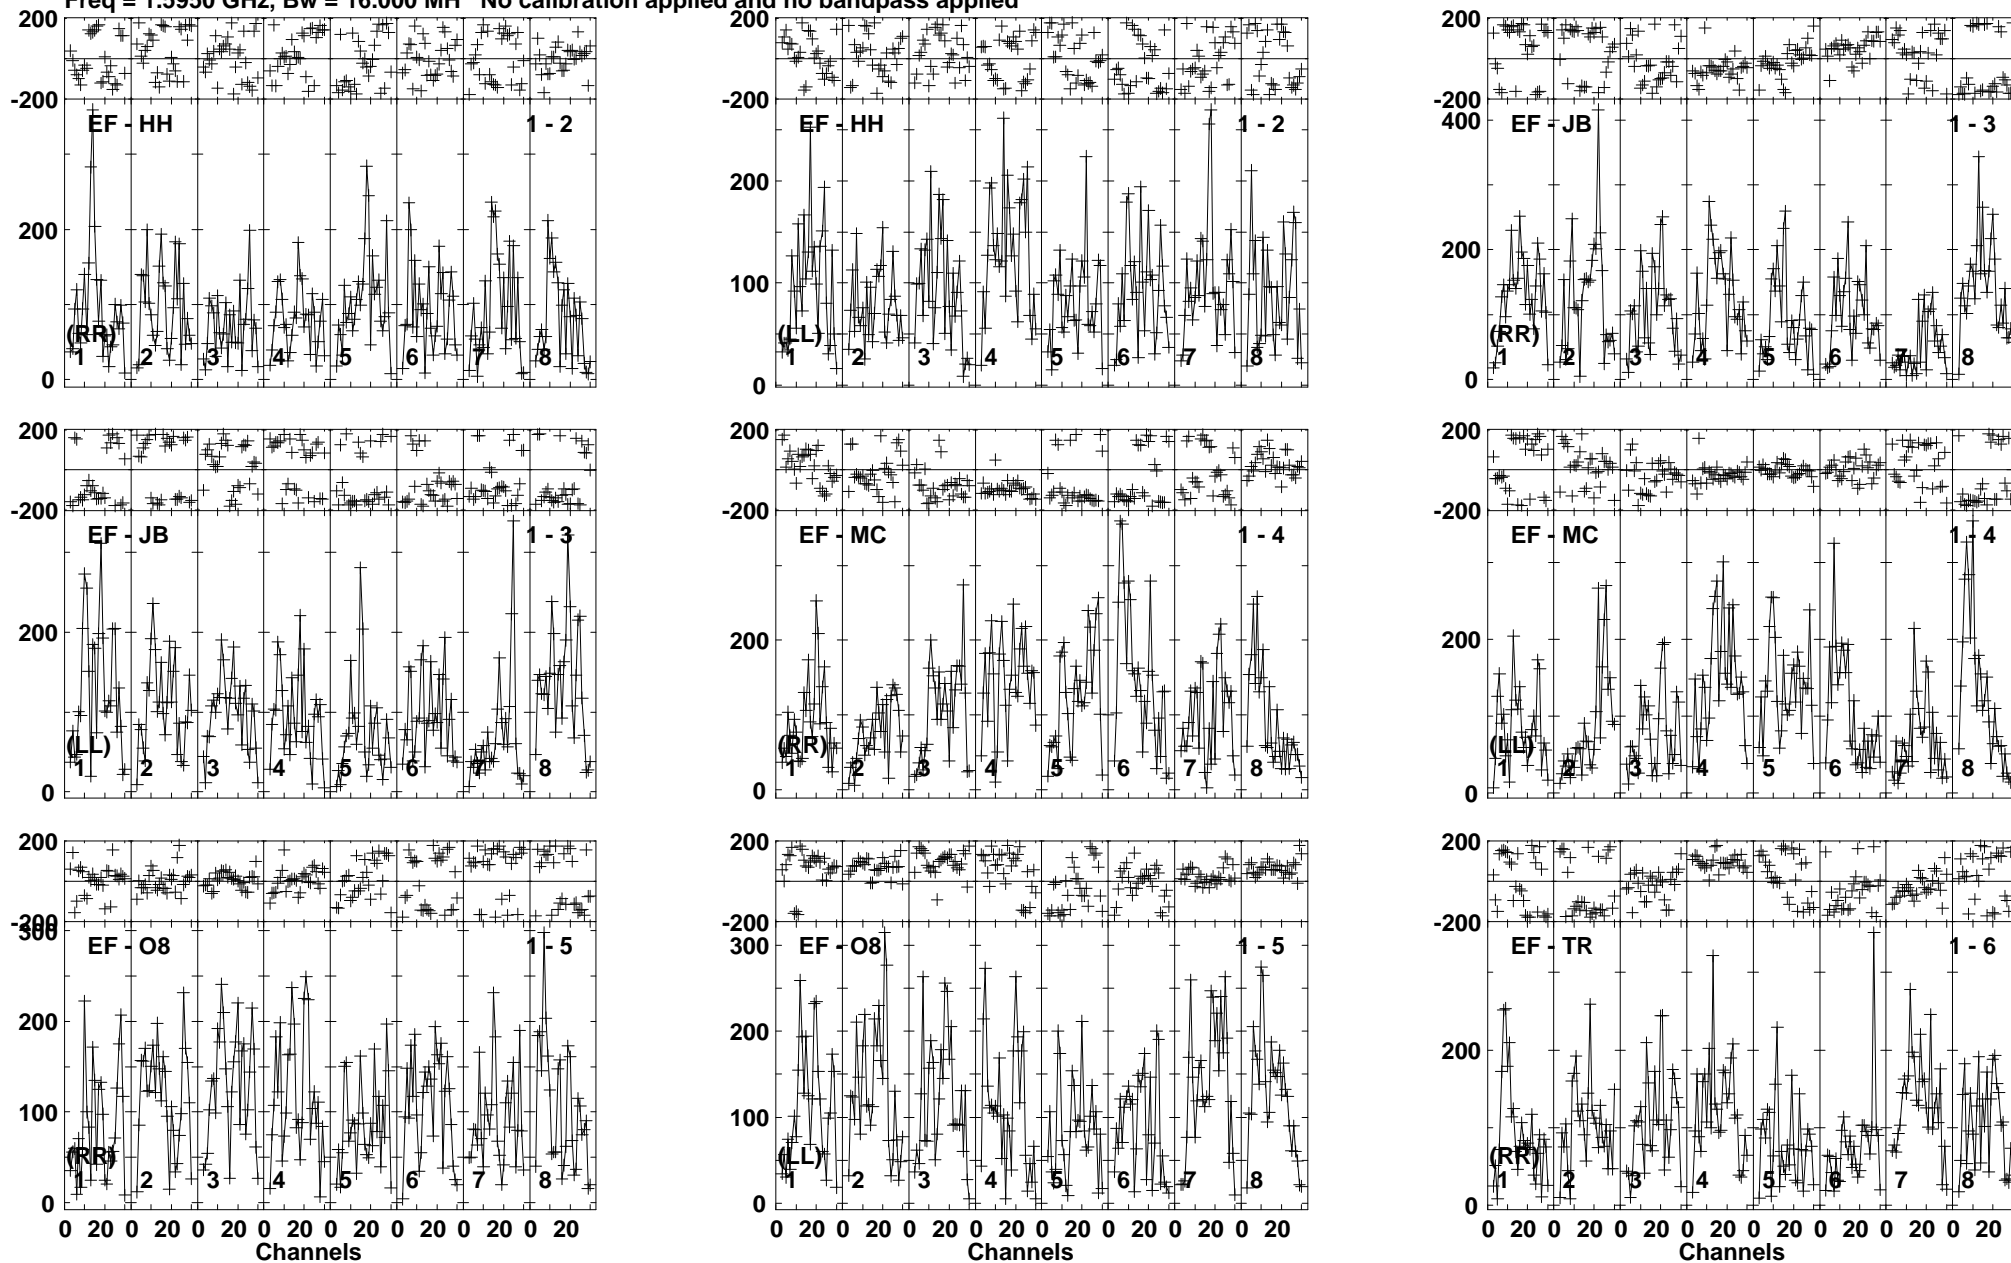 Freq = 1.5950 GHz, Bw = 16.000 MH No calibration applied and no bandpass applied
200 200 200
-200 -200 -200
EF - HH 1 - 2 EF - HH 1 - 2 400 EF - JB 1 - 3
200 200 200
100
(RR) (LL) (RR)
1 2 3 4 5 6 7 8 1 2 3 4 5 6 7 8 1 2 3 4 5 6 7 8
0 0 0
200 200 200
-200 -200 -200
EF - JB 1 - 3 EF - MC 1 - 4 EF - MC 1 - 4
200 200 200
(LL) (RR) (LL)
1 2 3 4 5 6 7 8 1 2 3 4 5 6 7 8 1 2 3 4 5 6 7 8
0 0 0
200 200 200
-200 -200 -200
300 EF - O8 1 - 5 300 EF - O8 1 - 5 EF - TR 1 - 6
200 200 200
100 100
(RR) (LL) (RR)
1 2 3 4 5 6 7 8 1 2 3 4 5 6 7 8 1 2 3 4 5 6 7 8
0 0 0
0 20 0 20 0 20 0 20 0 20 0 20 0 20 0 20 0 20 0 20 0 20 0 20 0 20 0 20 0 20 0 20 0 20 0 20 0 20 0 20 0 20 0 20 0 20 0 20
Channels Channels Channels